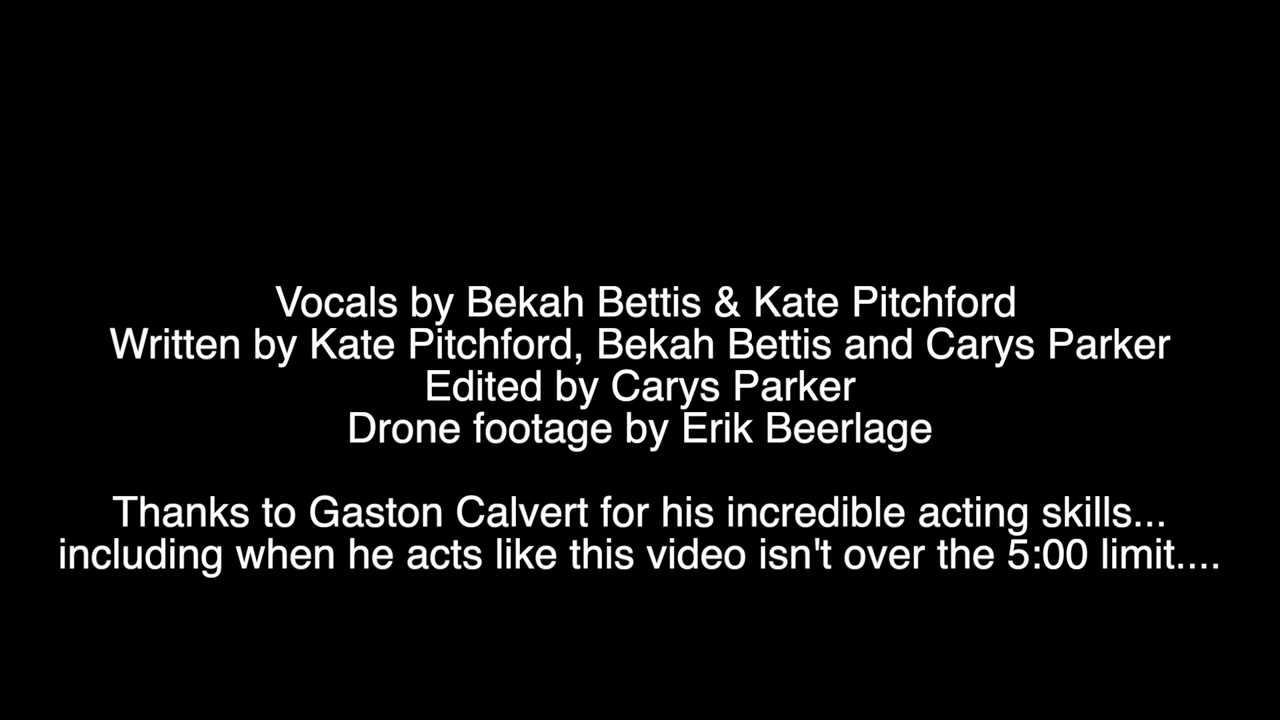 Vocals by Bekah Bettis & Kate Pitchford
Written by Kate Pitchford, Bekah Bettis and Carys Parker
Edited by Carys Parker
Drone footage by Erik Beerlage
Thanks to Gaston Calvert for his incredible acting skills...
including when he acts like this video isn't over the 5:00 limit....